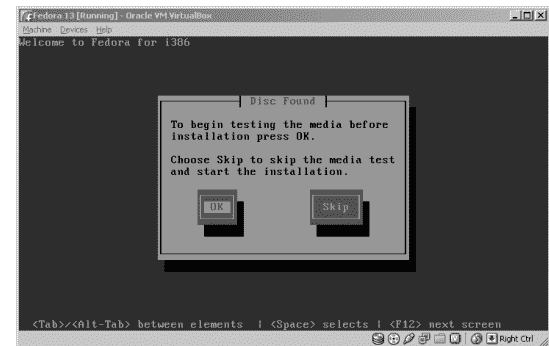 Fedora 13 [Running] - Oracle VM VirtualBox
Machine Devices Help
Welcome to Fedora for i386
Disc Found
To begin testing the media before
installation press OK.
Choose Skip to skip the media test
and start the installation.
OK Skip
<Tab>/<Alt-Tab> between elements | <Space> selects | <F12> next screen
Right Ctrl